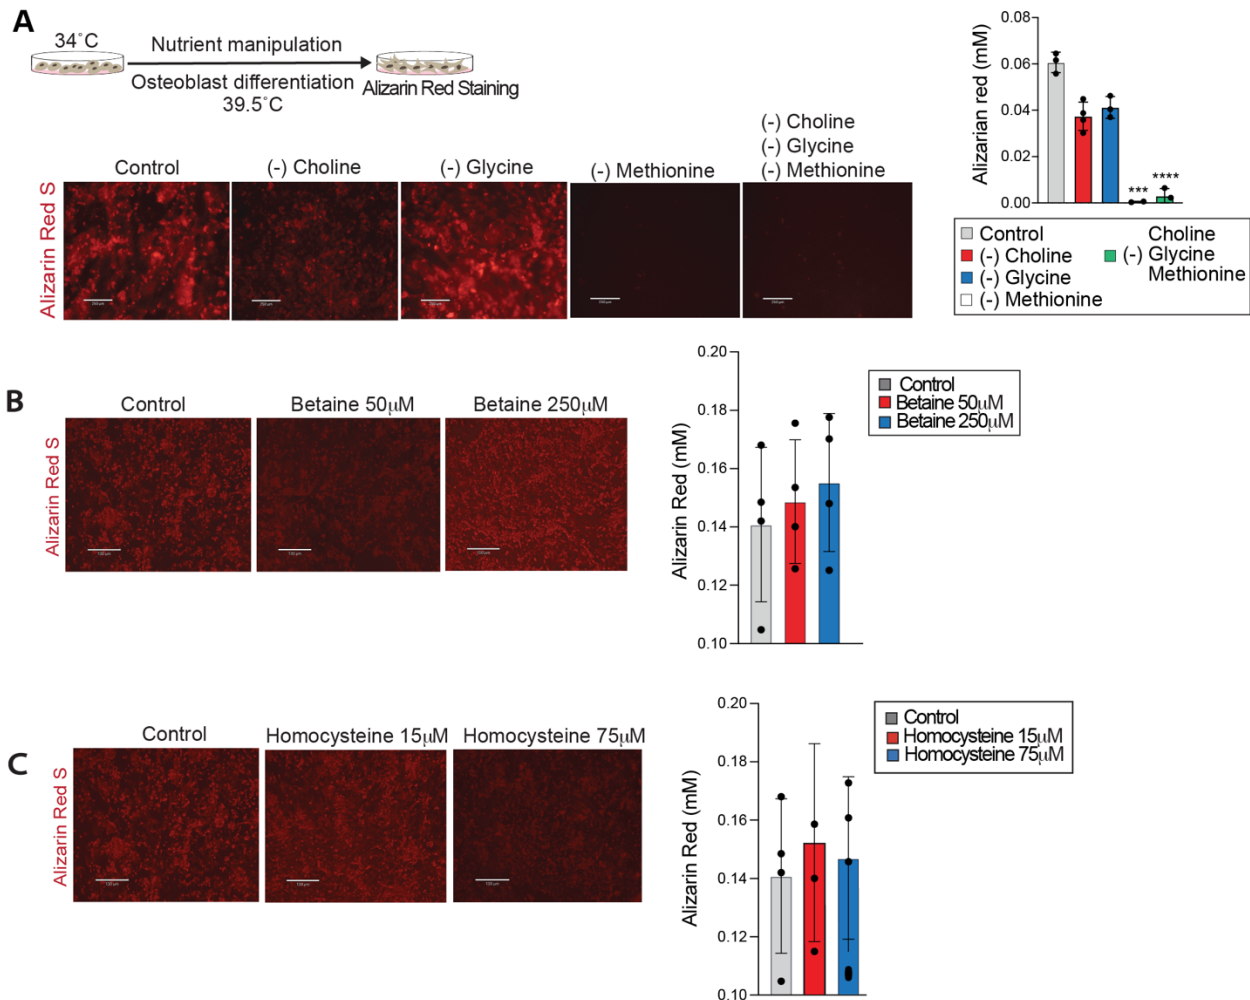 A
34˚C
Nutrient manipulation
Osteoblast differentiation
39.5˚C
Alizarin Red Staining
Alizarin Red S
Control
(-) Choline
(-) Glycine
(-) Methionine
(-) Choline
(-) Glycine
(-) Methionine
Alizarian red (mM)
0.08
0.06
0.04
0.02
0.00
***
****
Control
(-) Choline
(-) Glycine
(-) Methionine
Choline
(-) Glycine
Methionine
B
Alizarin Red S
Control
Betaine 50μM
Betaine 250μM
Alizarin Red (mM)
0.20
0.18
0.16
0.14
0.12
0.10
Control
Betaine 50μM
Betaine 250μM
C
Alizarin Red S
Control
Homocysteine 15μM
Homocysteine 75μM
Alizarin Red (mM)
0.20
0.18
0.16
0.14
0.12
0.10
Control
Homocysteine 15μM
Homocysteine 75μM